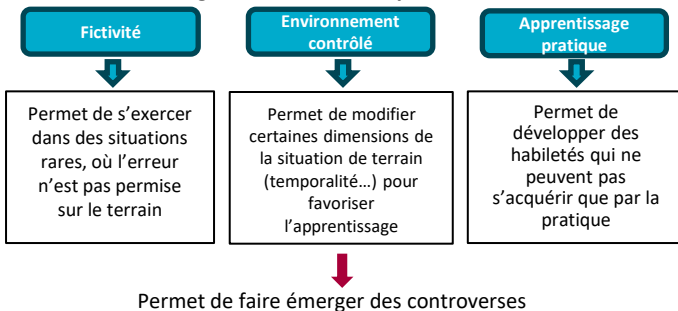 Fictivité
Permet de s’exercer
dans des situations
rares, où l’erreur
n’est pas permise
sur le terrain
Environnement
contrôlé
Permet de modifier
certaines dimensions de
la situation de terrain
(temporalité…) pour
favoriser
l’apprentissage
Apprentissage
pratique
Permet de
développer des
habiletés qui ne
peuvent pas
s’acquérir que par la
pratique
Permet de faire émerger des controverses